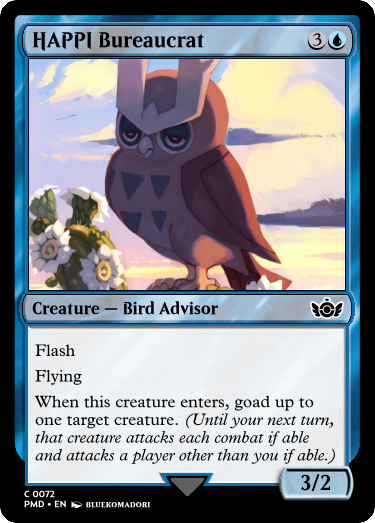 HAPPI Bureaucrat 3
Creature — Bird Advisor
Flash
Flying
When this creature enters, goad up to
one target creature. (Until your next turn,
that creature attacks each combat if able
and attacks a player other than you if able.)
3/2
C 0072
PMD • EN BLUEKOMADORI